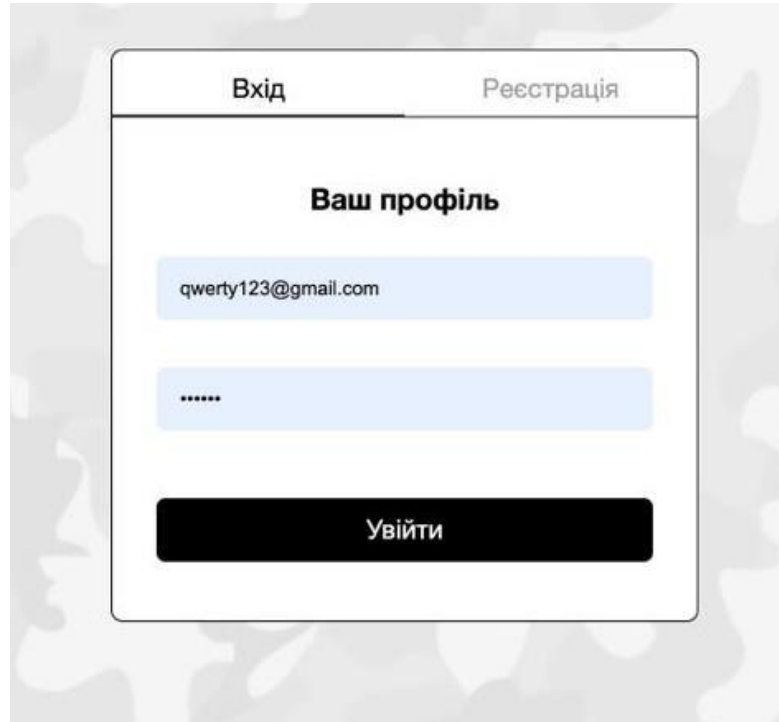 Вхід Реєстрація
Ваш профіль
qwerty123@gmail.com
••••••
Увійти